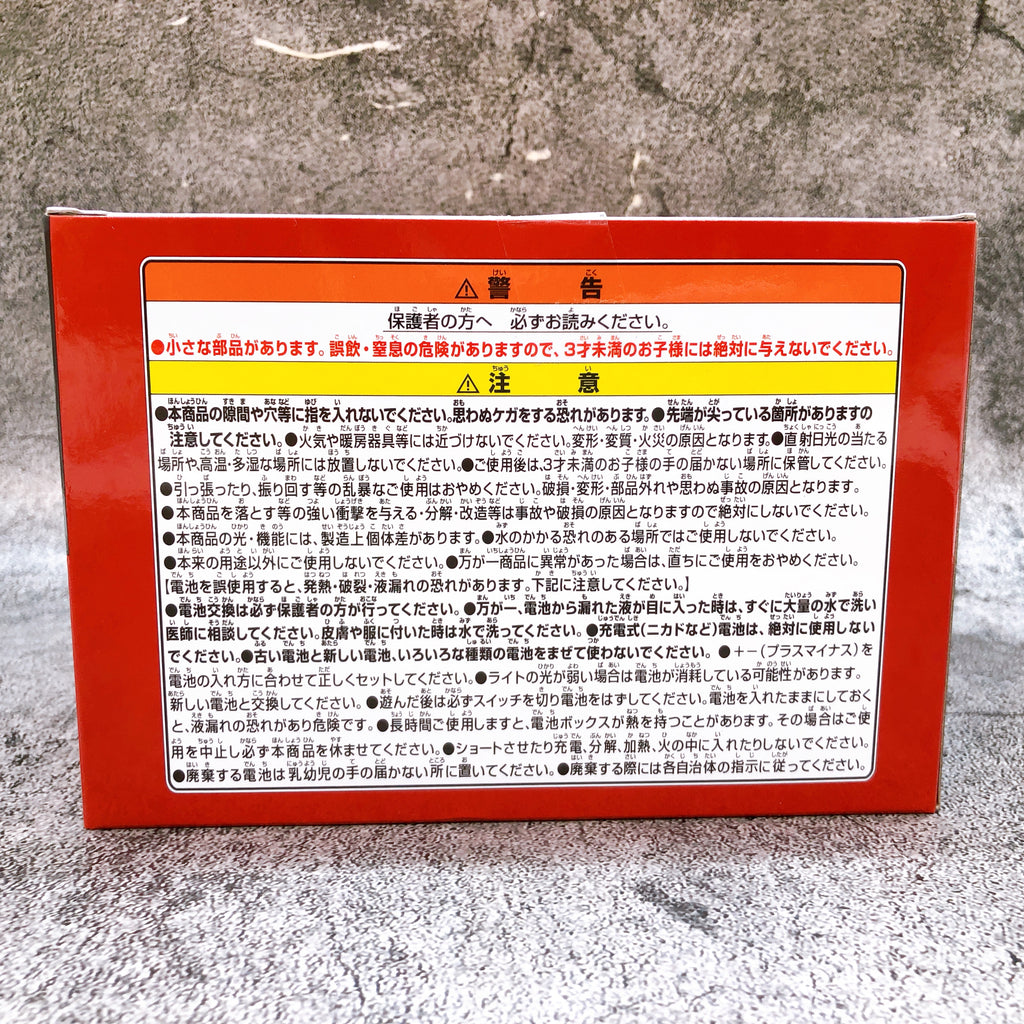 ⚠警告
保護者の方へ 必ずお読みください。
●小さな部品があります。誤飲・窒息の危険がありますので、3才未満のお子様には絶対に与えないでください。
⚠注意
●本商品の隙間や穴等に指を入れないでください。思わぬケガをする恐れがあります。●先端が尖っている箇所がありますの
注意してください。●火気や暖房器具等には近づけないでください。変形・変質・火災の原因となります。●直射日光の当たる
場所や、高温・多湿な場所には放置しないでください。●ご使用後は、3才未満のお子様の手の届かない場所に保管してください。
●引っ張ったり、振り回す等の乱暴なご使用はおやめください。破損・変形・部品外れや思わぬ事故の原因となります。
●本商品を落とす等の強い衝撃を与える・分解・改造等は事故や破損の原因となりますので絶対にしないでください。
●本商品の光・機能には、製造上個体差があります。●水のかかる恐れのある場所ではご使用しないでください。
●本来の用途以外にご使用しないでください。●万が一商品に異常があった場合は、直ちにご使用をおやめください。
【電池を誤使用すると、発熱・破裂・液漏れの恐れがあります。下記に注意してください。】
●電池交換は必ず保護者の方が行ってください。●万が一、電池から漏れた液が目に入った時は、すぐに大量の水で洗い
医師に相談してください。皮膚や服に付いた時は水で洗ってください。●充電式(ニカドなど)電池は、絶対に使用しない
でください。●古い電池と新しい電池、いろいろな種類の電池をまぜて使わないでください。●+-(プラスマイナス)を
電池の入れ方に合わせて正しくセットしてください。●ライトの光が弱い場合は電池が消耗している可能性があります。
新しい電池と交換してください。●遊んだ後は必ずスイッチを切り電池をはずしてください。電池を入れたままにしておく
と、液漏れの恐れがあり危険です。●長時間ご使用しますと、電池ボックスが熱を持つことがあります。その場合はご使
用を中止し必ず本商品を休ませてください。●ショートさせたり充電、分解、加熱、火の中に入れたりしないでください。
●廃棄する電池は乳幼児の手の届かない所に置いてください。●廃棄する際には各自治体の指示に従ってください。